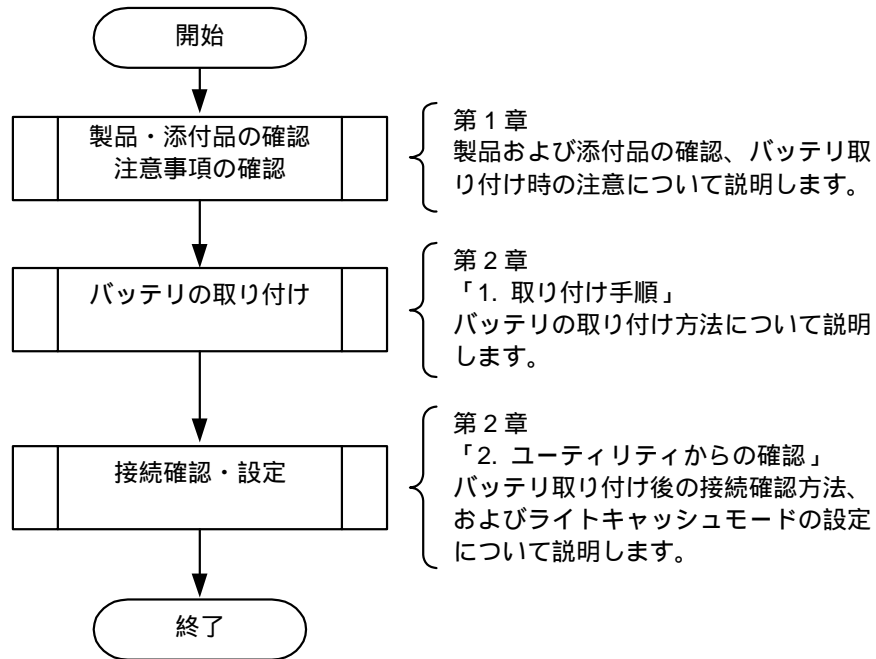 開始
製品・添付品の確認
注意事項の確認
第 1 章
製品および添付品の確認、バッテリ取
り付け時の注意について説明します。
バッテリの取り付け
第 2 章
「1. 取り付け手順」
バッテリの取り付け方法について説明
します。
接続確認・設定
第 2 章
「2. ユーティリティからの確認」
バッテリ取り付け後の接続確認方法、
およびライトキャッシュモードの設定
について説明します。
終了